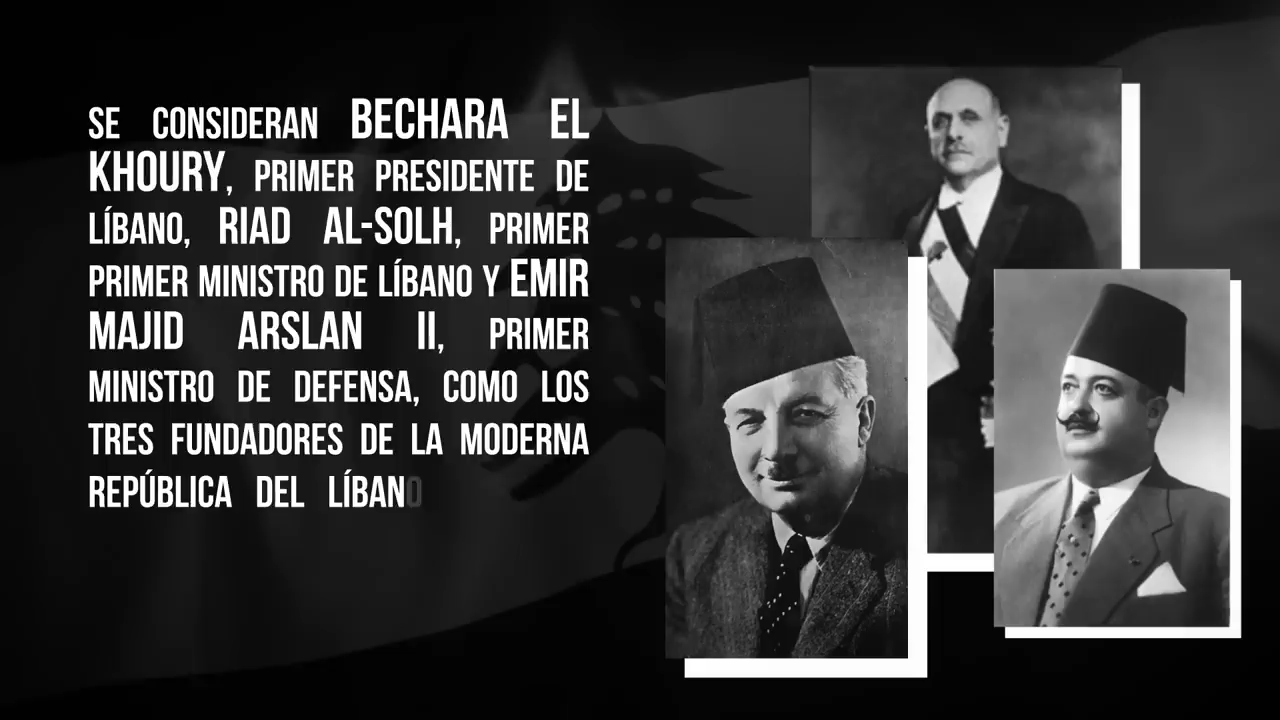 SE CONSIDERAN BECHARA EL
KHOURY, PRIMER PRESIDENTE DE
LÍBANO, RIAD AL-SOLH, PRIMER
PRIMER MINISTRO DE LÍBANO Y EMIR
MAJID ARSLAN II, PRIMER
MINISTRO DE DEFENSA, COMO LOS
TRES FUNDADORES DE LA MODERNA
REPÚBLICA DEL LÍBANO